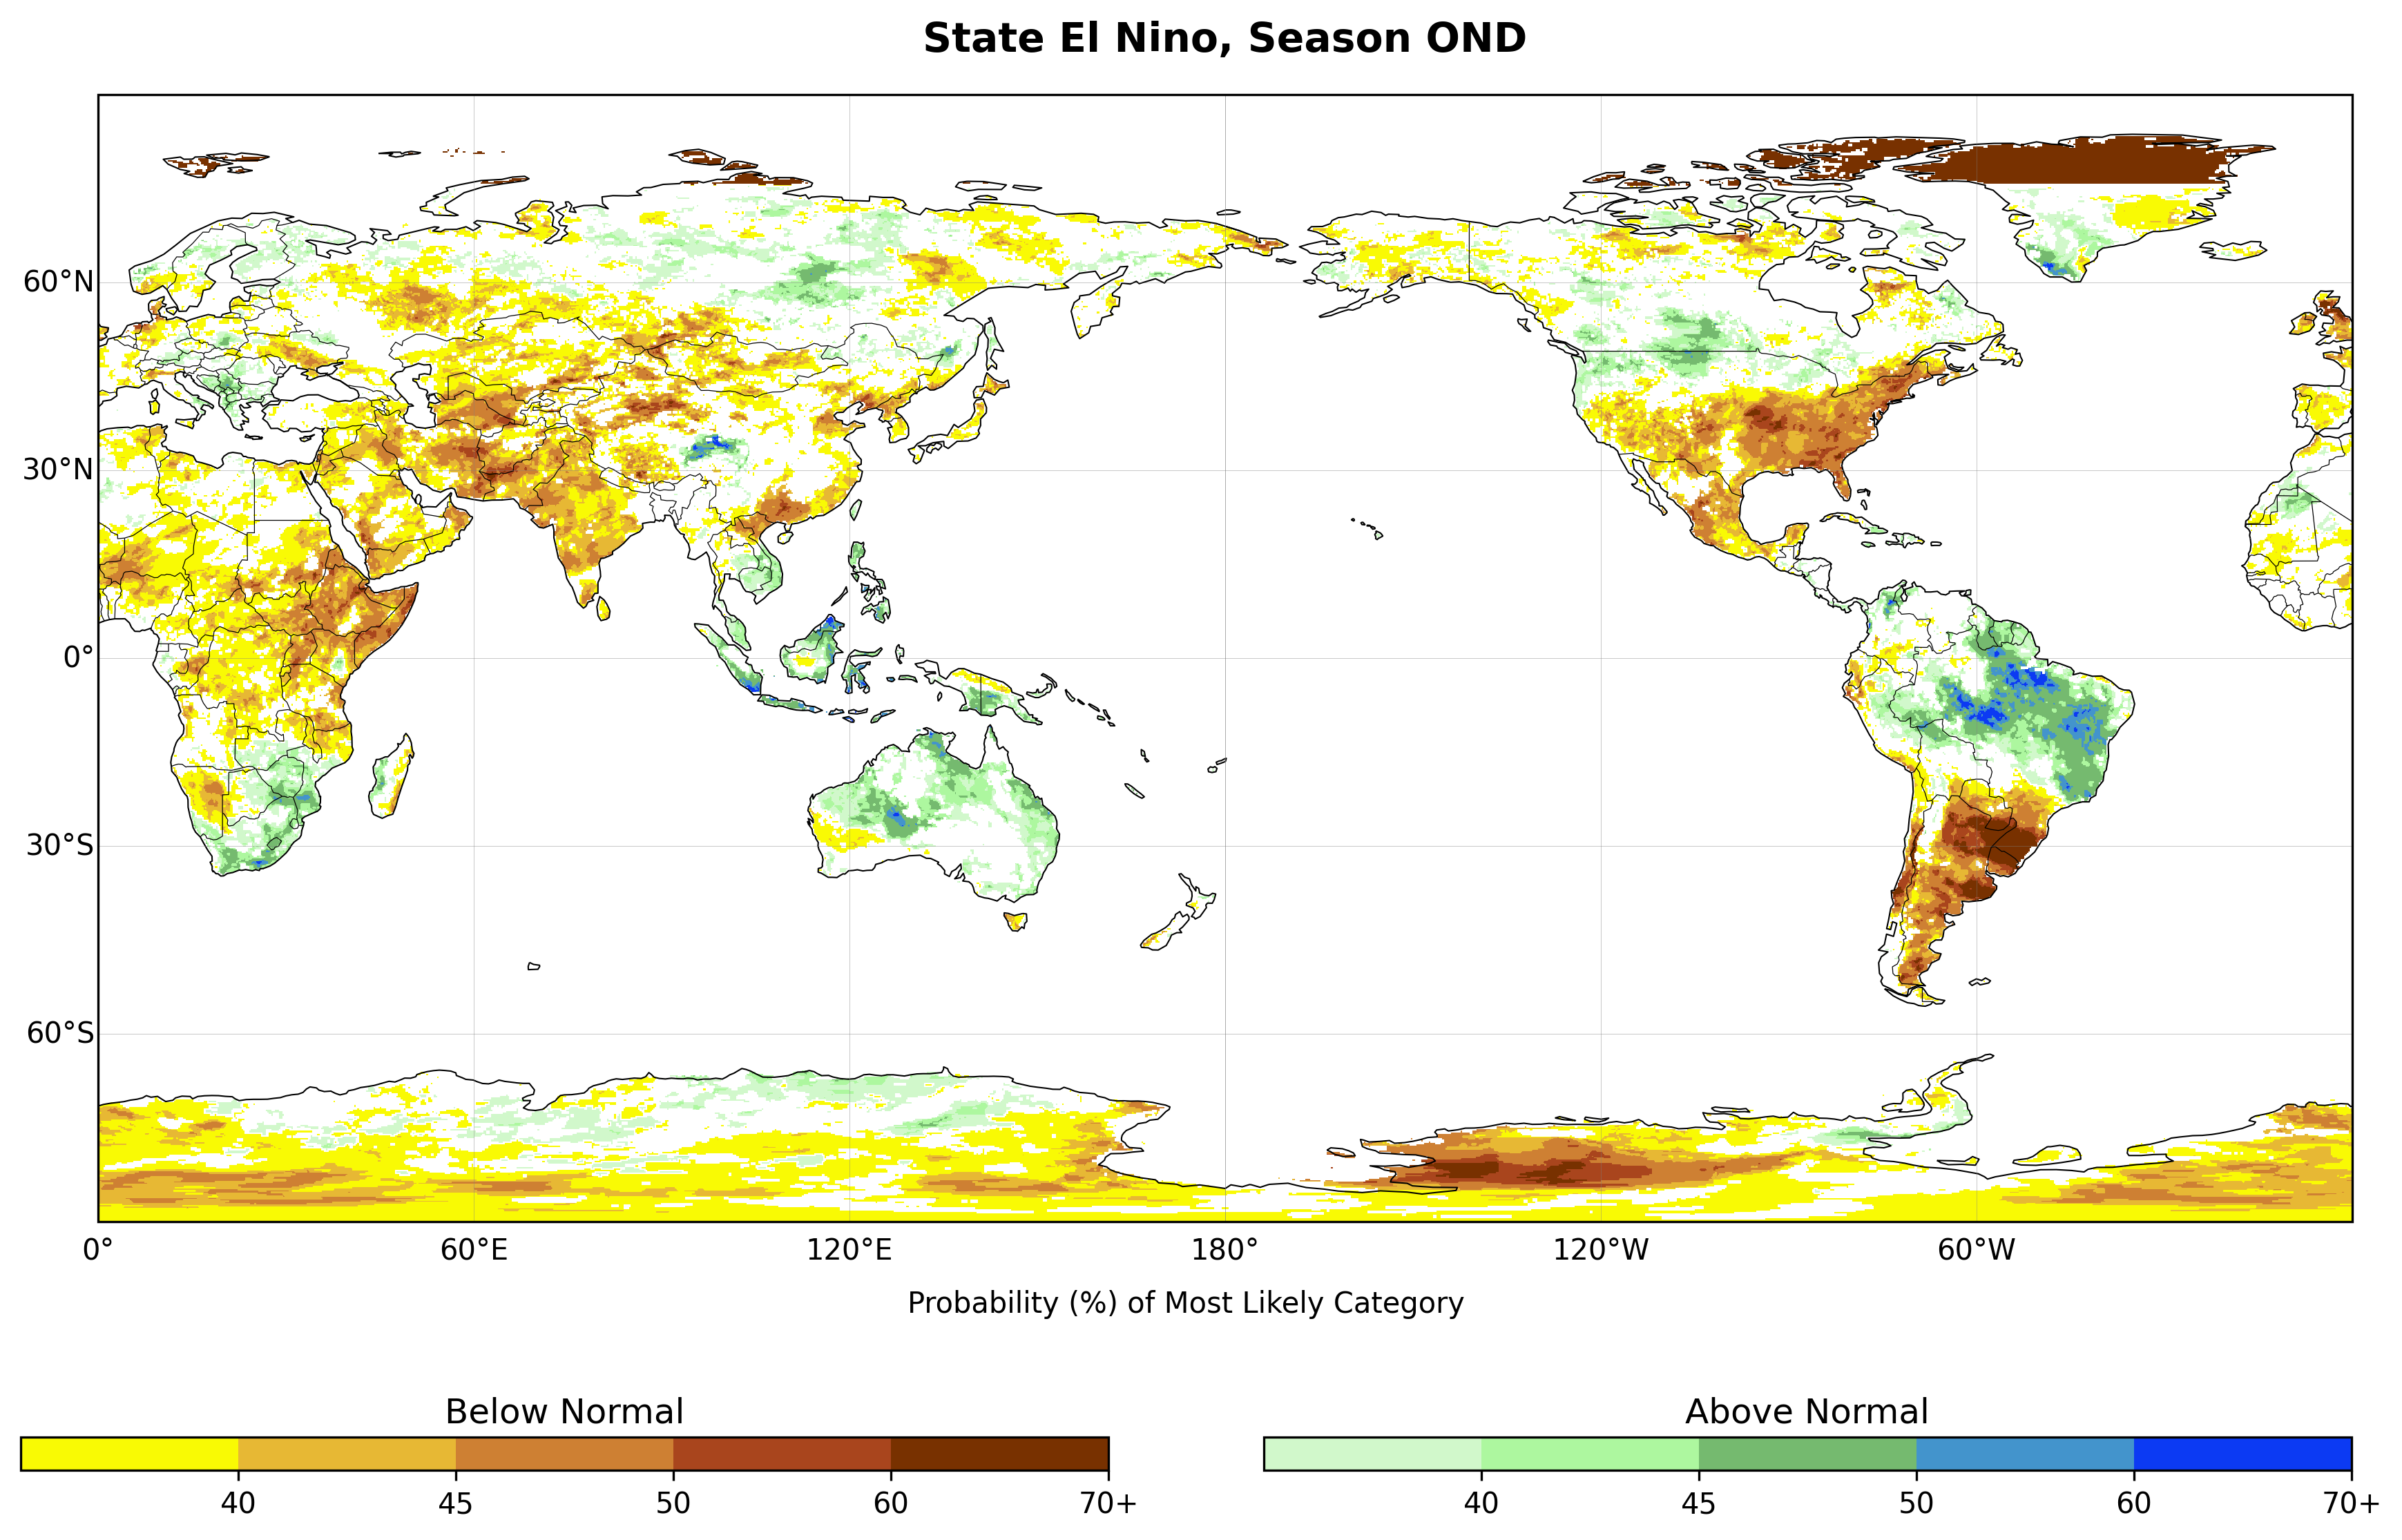 State El Nino, Season OND
60°N
30°N
0°
30°S
60°S
0° 60°E 120°E 180° 120°W 60°W
Probability (%) of Most Likely Category
Below Normal Above Normal
40 45 50 60 70+ 40 45 50 60 70+